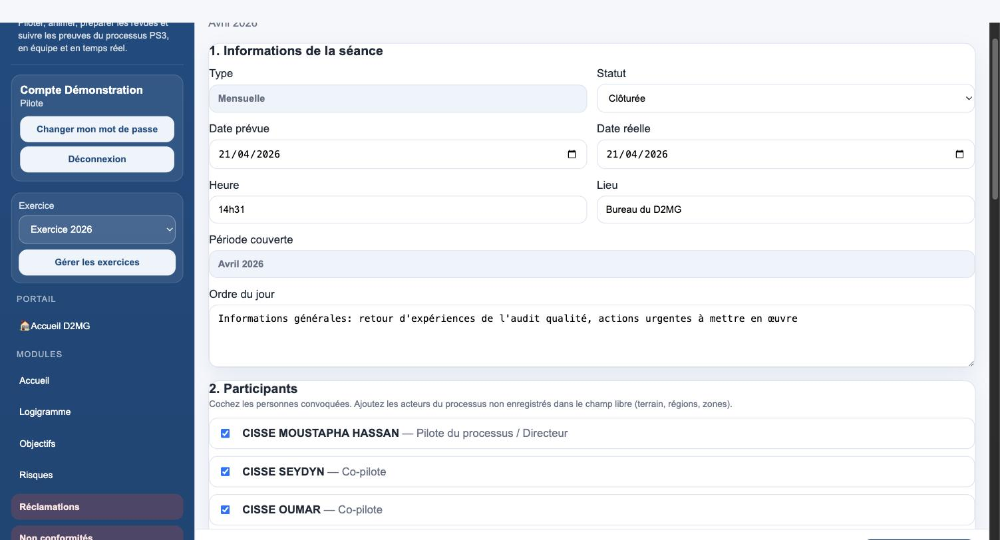 Piloter, animer, préparer les revues et
suivre les preuves du processus PS3,
en équipe et en temps réel.
Compte Démonstration
Pilote
Changer mon mot de passe
Déconnexion
Exercice
Exercice 2026
Gérer les exercices
PORTAIL
Accueil D2MG
MODULES
Accueil
Logigramme
Objectifs
Risques
Réclamations
Non conformités
Avril 2026
1. Informations de la séance
Type
Statut
Mensuelle
Clôturée
Date prévue
Date réelle
21/04/2026
21/04/2026
Heure
Lieu
14h31
Bureau du D2MG
Période couverte
Avril 2026
Ordre du jour
Informations générales: retour d'expériences de l'audit qualité, actions urgentes à mettre en œuvre
2. Participants
Cochez les personnes convoquées. Ajoutez les acteurs du processus non enregistrés dans le champ libre (terrain, régions, zones).
CISSE MOUSTAPHA HASSAN — Pilote du processus / Directeur
CISSE SEYDYN — Co-pilote
CISSE OUMAR — Co-pilote